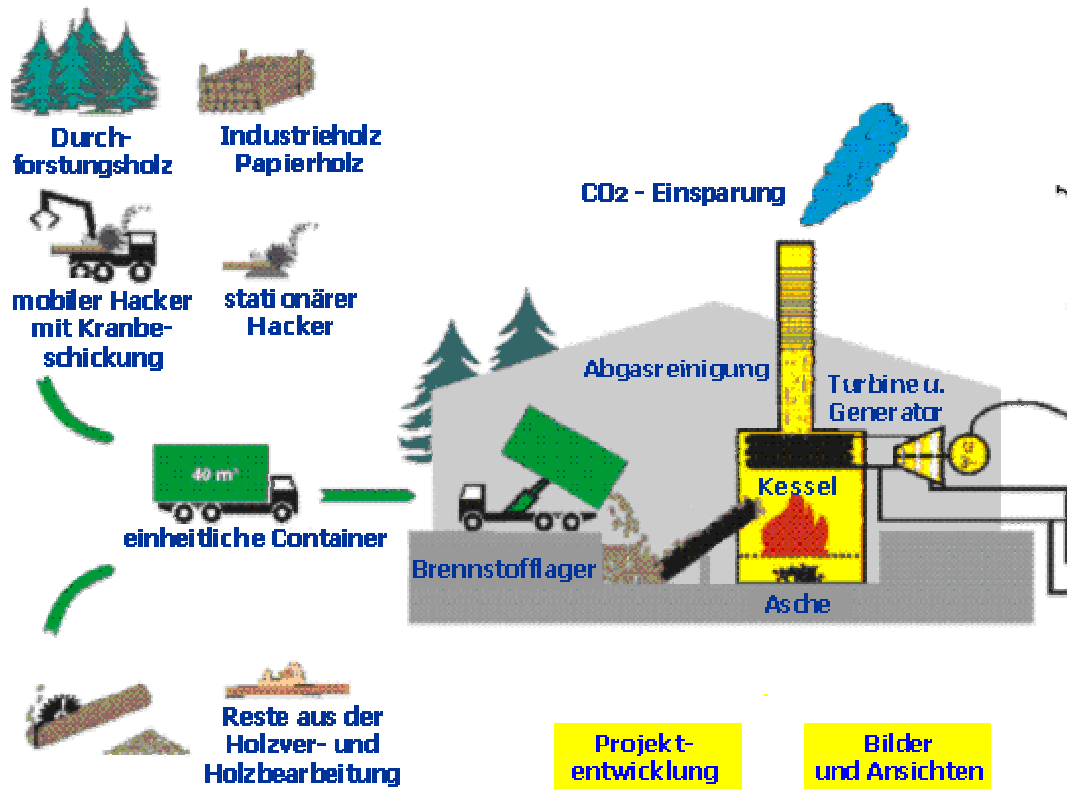 Durch-
forstungsholz
Industrieholz
Papierholz
CO2 - Einsparung
mobiler Hacker
mit Kranbe-
schickung
stationärer
Hacker
Abgasreinigung
Turbine u.
Generator
40 m³
G
3~
Kessel
einheitliche Container
Brennstofflager
Asche
Reste aus der
Holzver- und
Holzbearbeitung
Projekt-
entwicklung
Bilder
und Ansichten